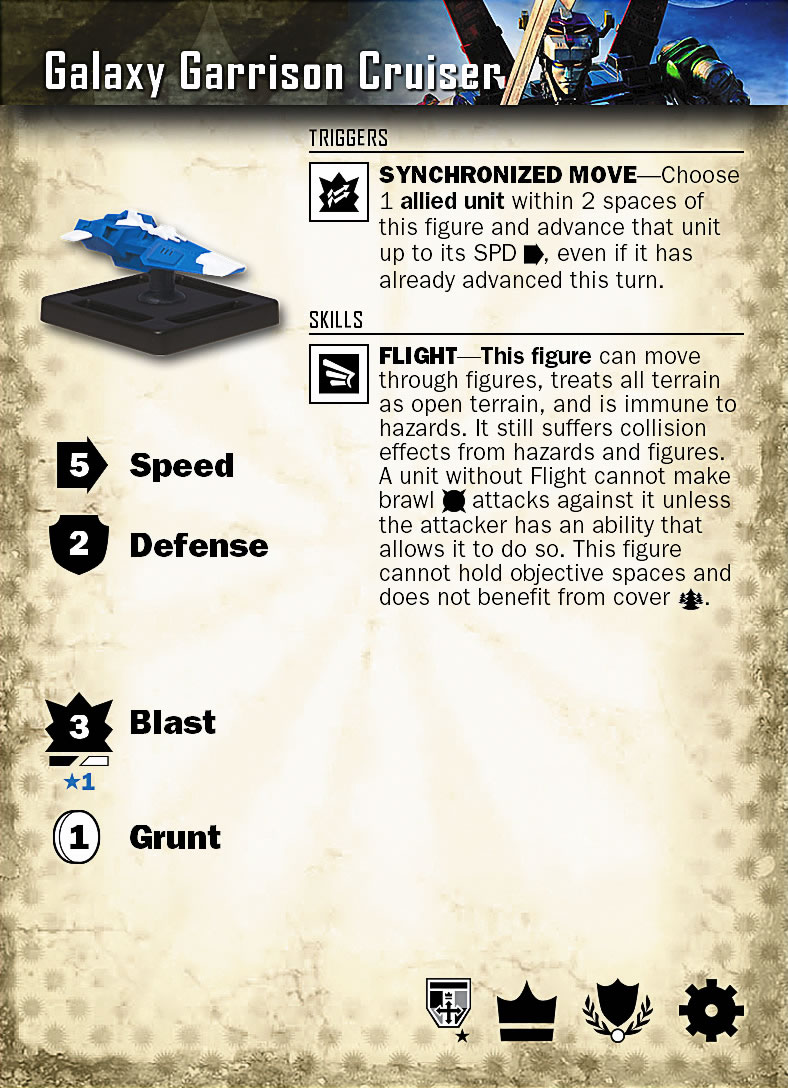 Galaxy Garrison Cruiser
TRIGGERS
SYNCHRONIZED MOVE—Choose
1 allied unit within 2 spaces of
this figure and advance that unit
up to its SPD , even if it has
already advanced this turn.
SKILLS
FLIGHT—This figure can move
through figures, treats all terrain
as open terrain, and is immune to
hazards. It still suffers collision
effects from hazards and figures.
A unit without Flight cannot make
brawl attacks against it unless
the attacker has an ability that
allows it to do so. This figure
cannot hold objective spaces and
does not benefit from cover .
5 Speed
2 Defense
3 Blast
★1
1 Grunt